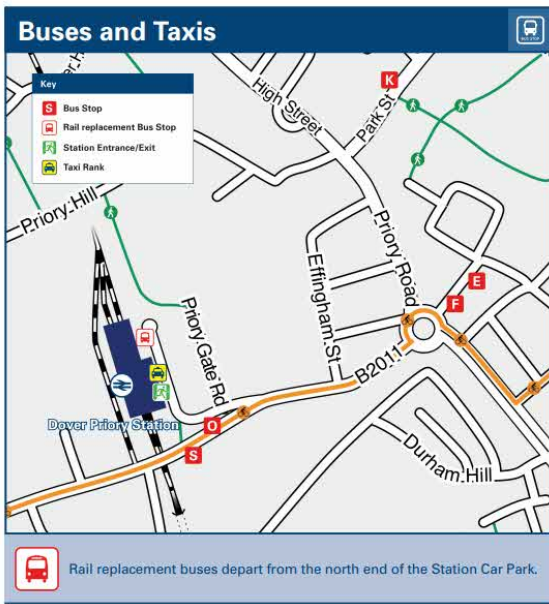 Buses and Taxis
BUS STOP
Key
S Bus Stop
Rail replacement Bus Stop
Station Entrance/Exit
Taxi Rank
High Street
K
Park St
Priory Hill
Priory Road
Effingham St
E
F
Priory Gate Rd
B2011
Dover Priory Station
O
S
Durham Hill
Rail replacement buses depart from the north end of the Station Car Park.